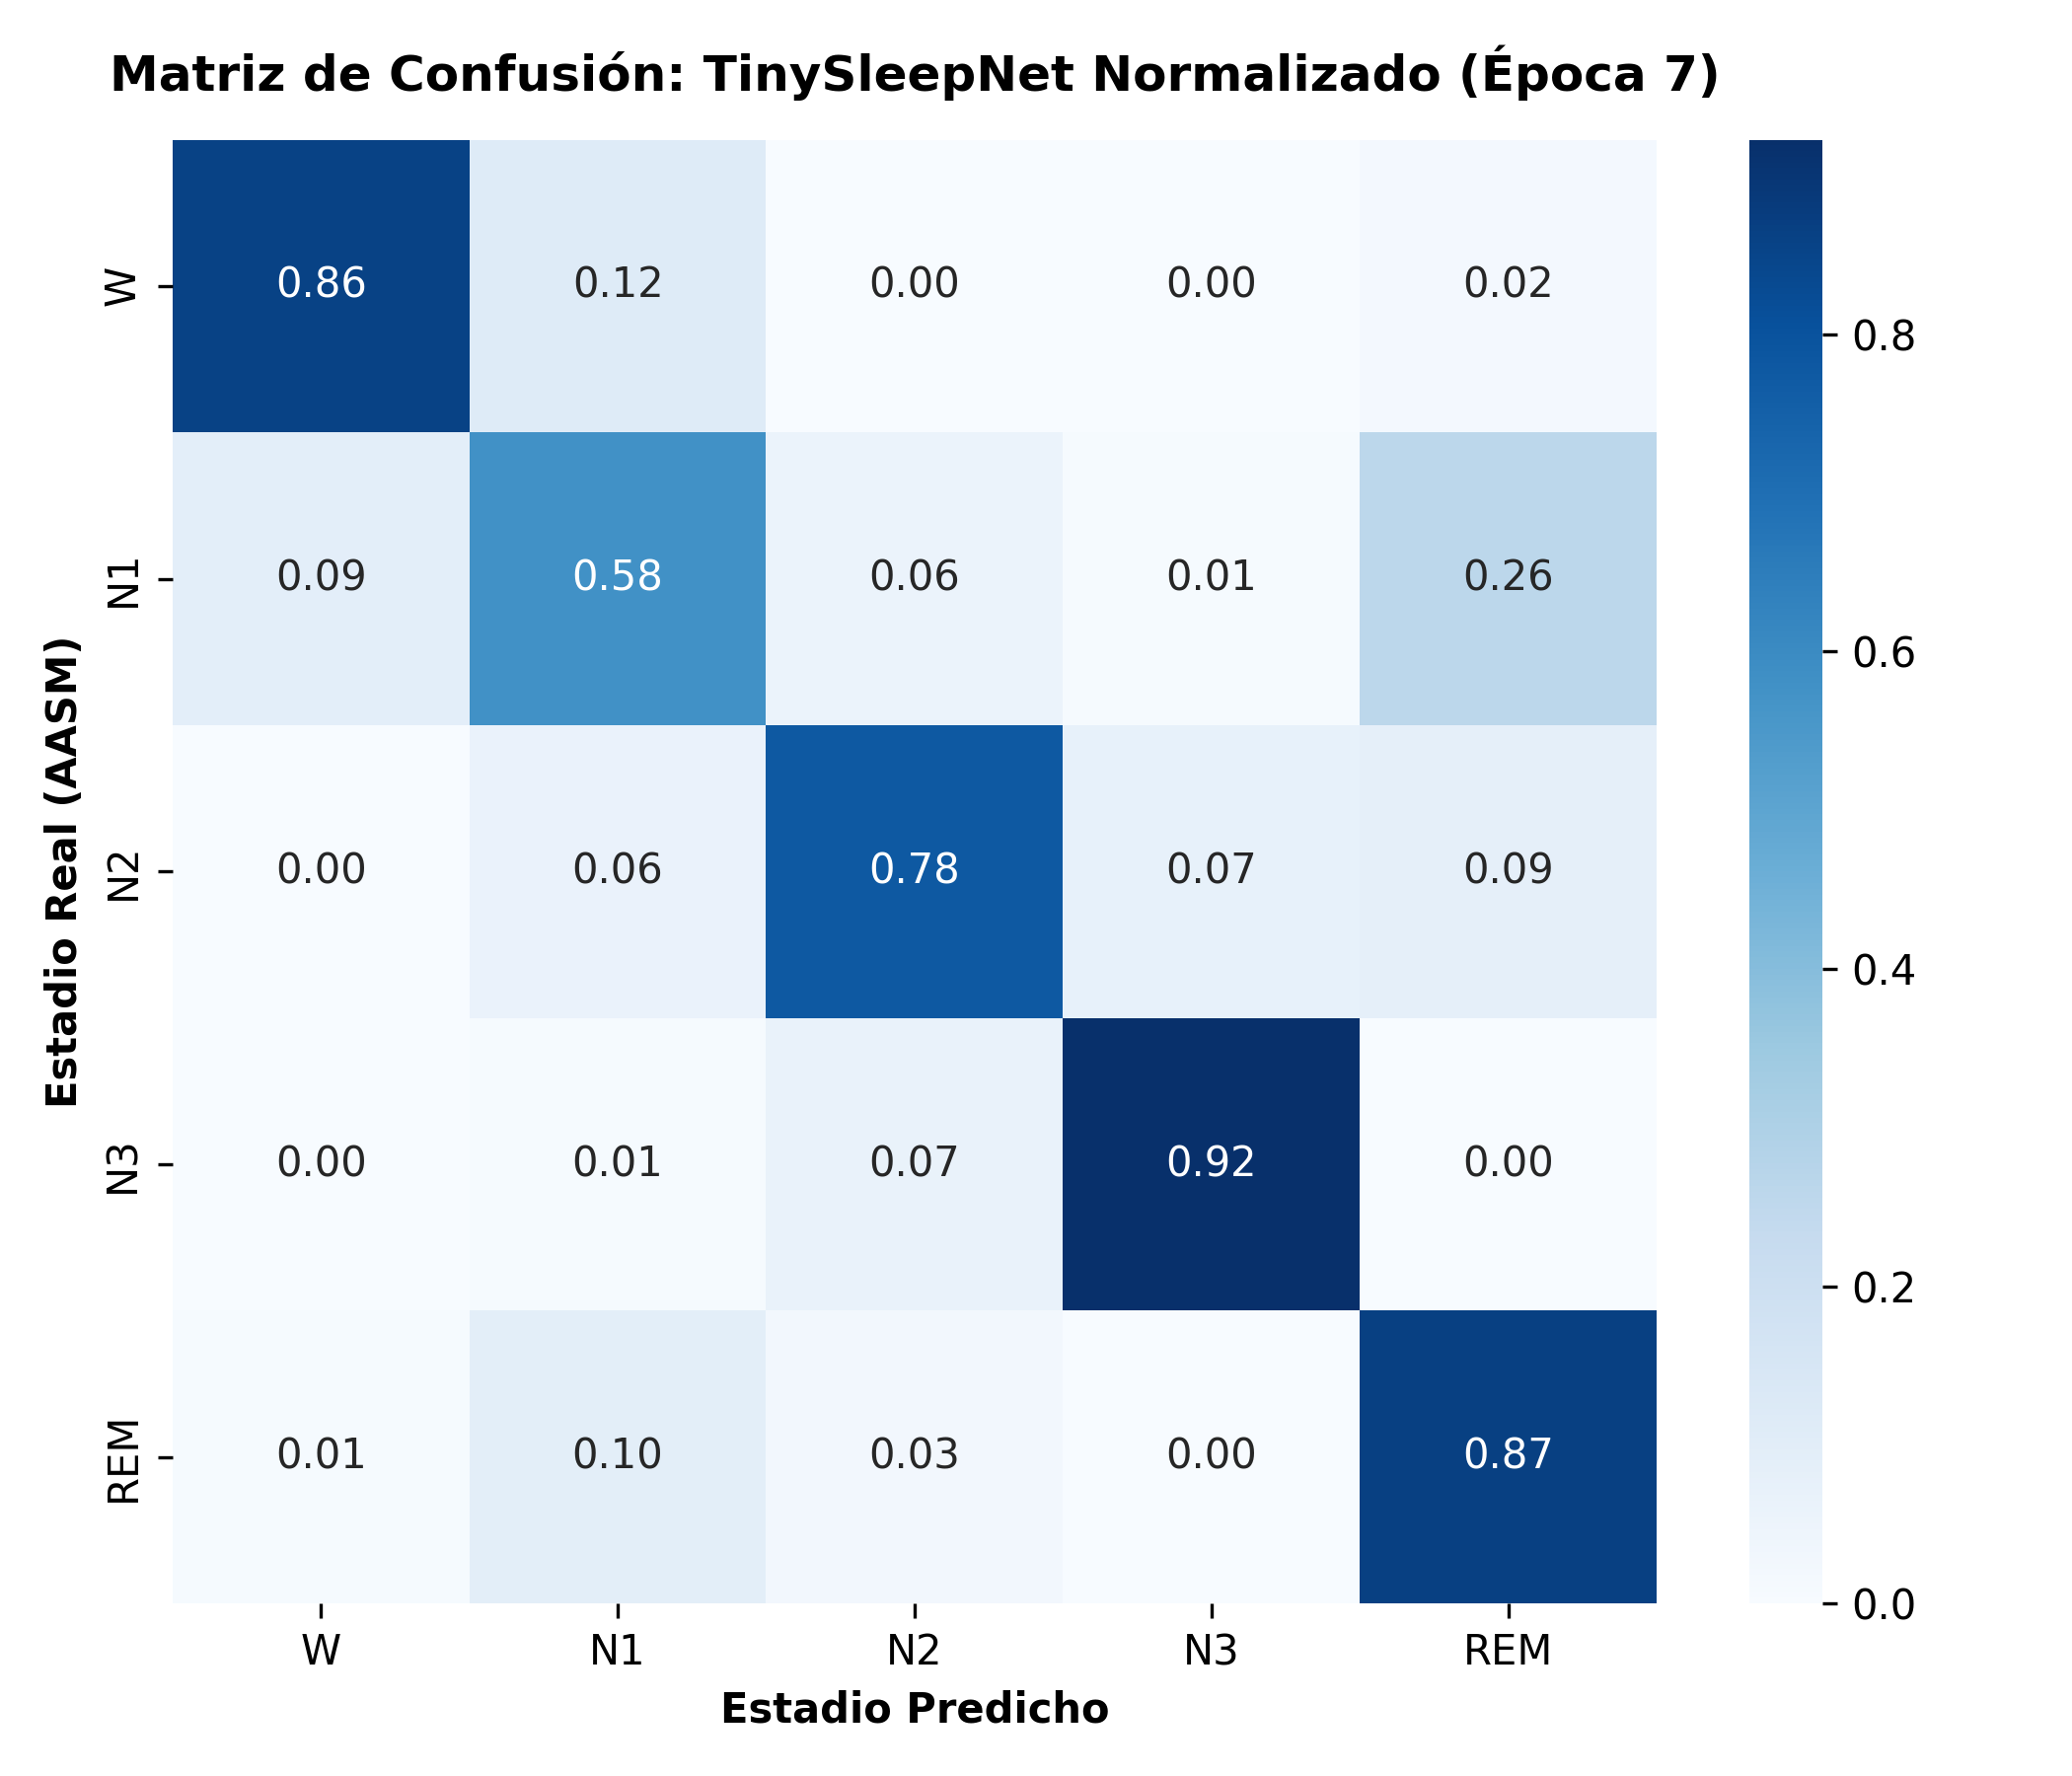 Matriz de Confusión: TinySleepNet Normalizado (Época 7)
Estadio Real (AASM)
W 0.86 0.12 0.00 0.00 0.02
N1 0.09 0.58 0.06 0.01 0.26
N2 0.00 0.06 0.78 0.07 0.09
N3 0.00 0.01 0.07 0.92 0.00
REM 0.01 0.10 0.03 0.00 0.87
W N1 N2 N3 REM
Estadio Predicho
0.8
0.6
0.4
0.2
0.0